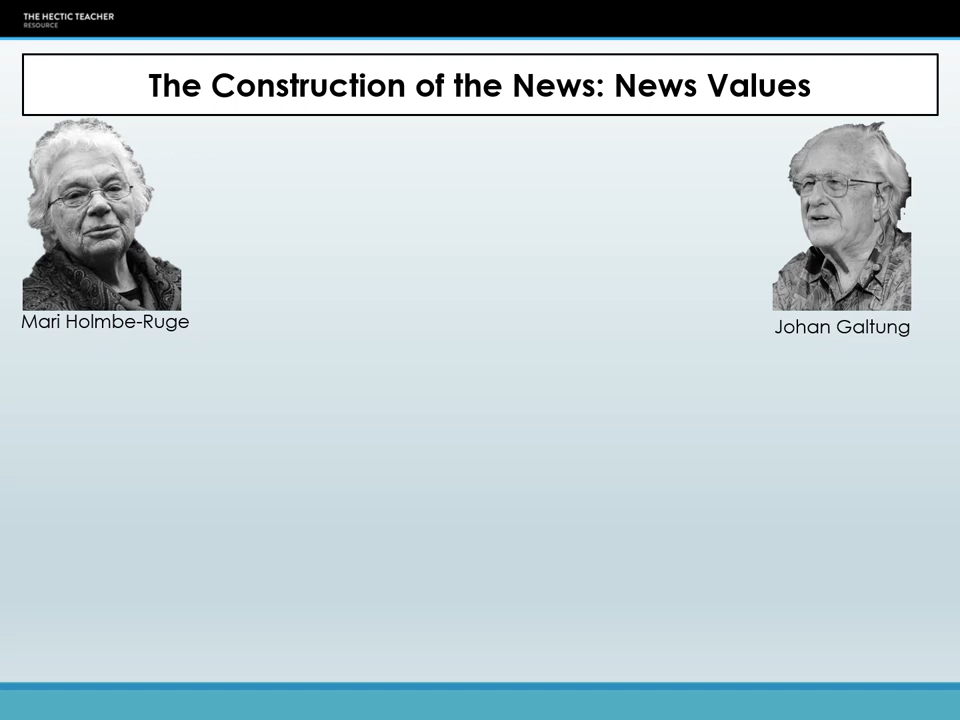 THE HECTIC TEACHER
RESOURCE
The Construction of the News: News Values
Mari Holmbe-Ruge
Johan Galtung